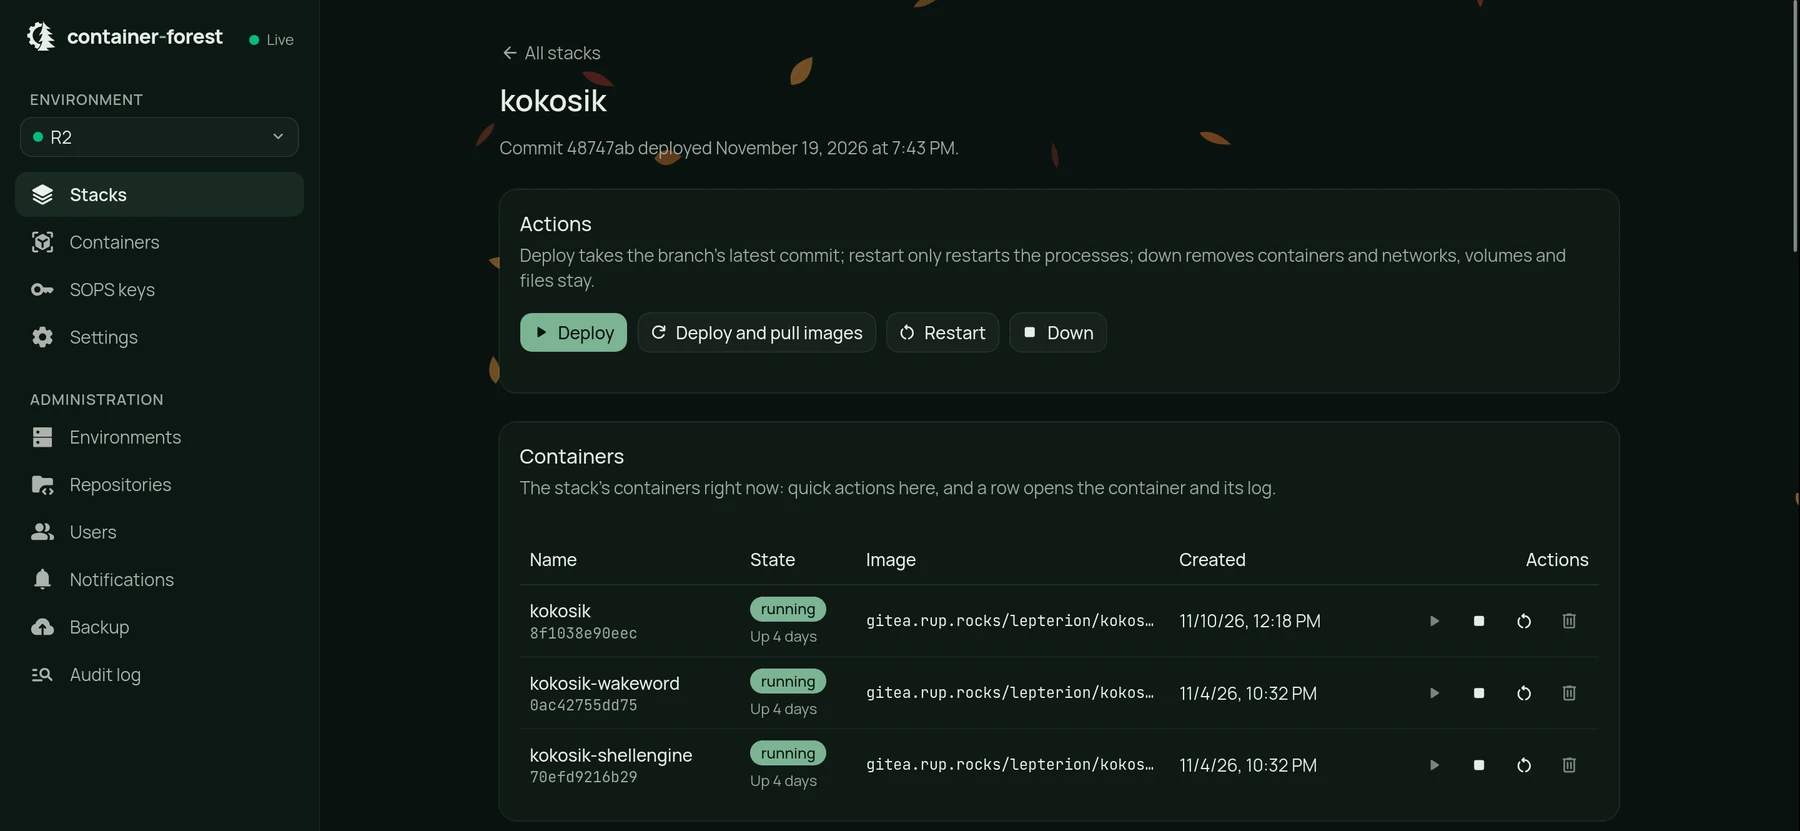 container-forest
Live
ENVIRONMENT
R2
Stacks
Containers
SOPS keys
Settings
ADMINISTRATION
Environments
Repositories
Users
Notifications
Backup
Audit log
← All stacks
kokosik
Commit 48747ab deployed November 19, 2026 at 7:43 PM.
Actions
Deploy takes the branch's latest commit; restart only restarts the processes; down removes containers and networks, volumes and
files stay.
Deploy
Deploy and pull images
Restart
Down
Containers
The stack's containers right now: quick actions here, and a row opens the container and its log.
Name State Image Created Actions
kokosik running gitea.rup.rocks/lepterion/kokos… 11/10/26, 12:18 PM
8f1038e90eec Up 4 days
kokosik-wakeword running gitea.rup.rocks/lepterion/kokos… 11/4/26, 10:32 PM
0ac42755dd75 Up 4 days
kokosik-shellengine running gitea.rup.rocks/lepterion/kokos… 11/4/26, 10:32 PM
70efd9216b29 Up 4 days